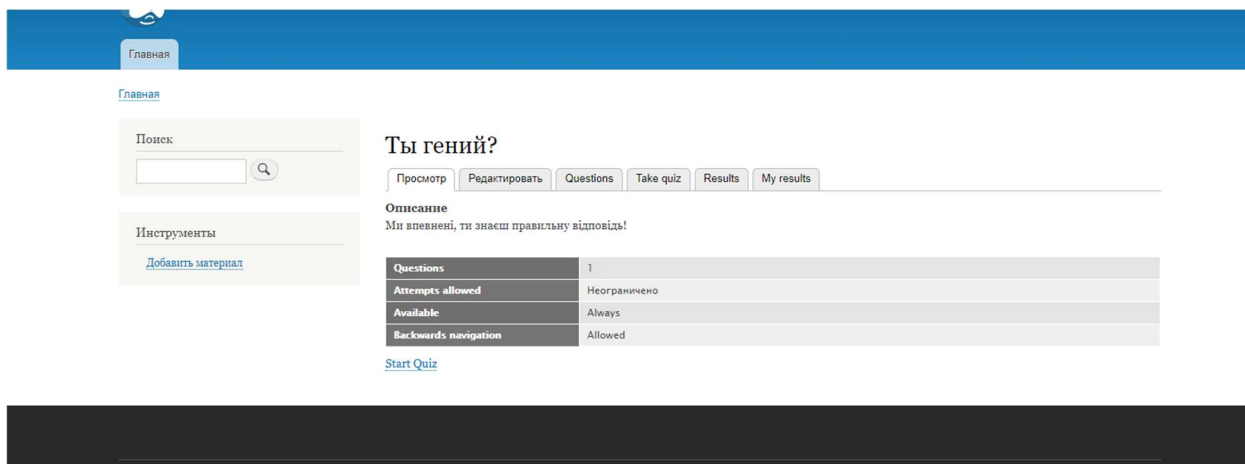 Главная
Главная
Поиск
Ты гений?
Просмотр Редактировать Questions Take quiz Results My results
Описание
Ми впевнені, ти знаєш правильну відповідь!
Инструменты
Добавить материал
Questions 1
Attempts allowed Неограничено
Available Always
Backwards navigation Allowed
Start Quiz